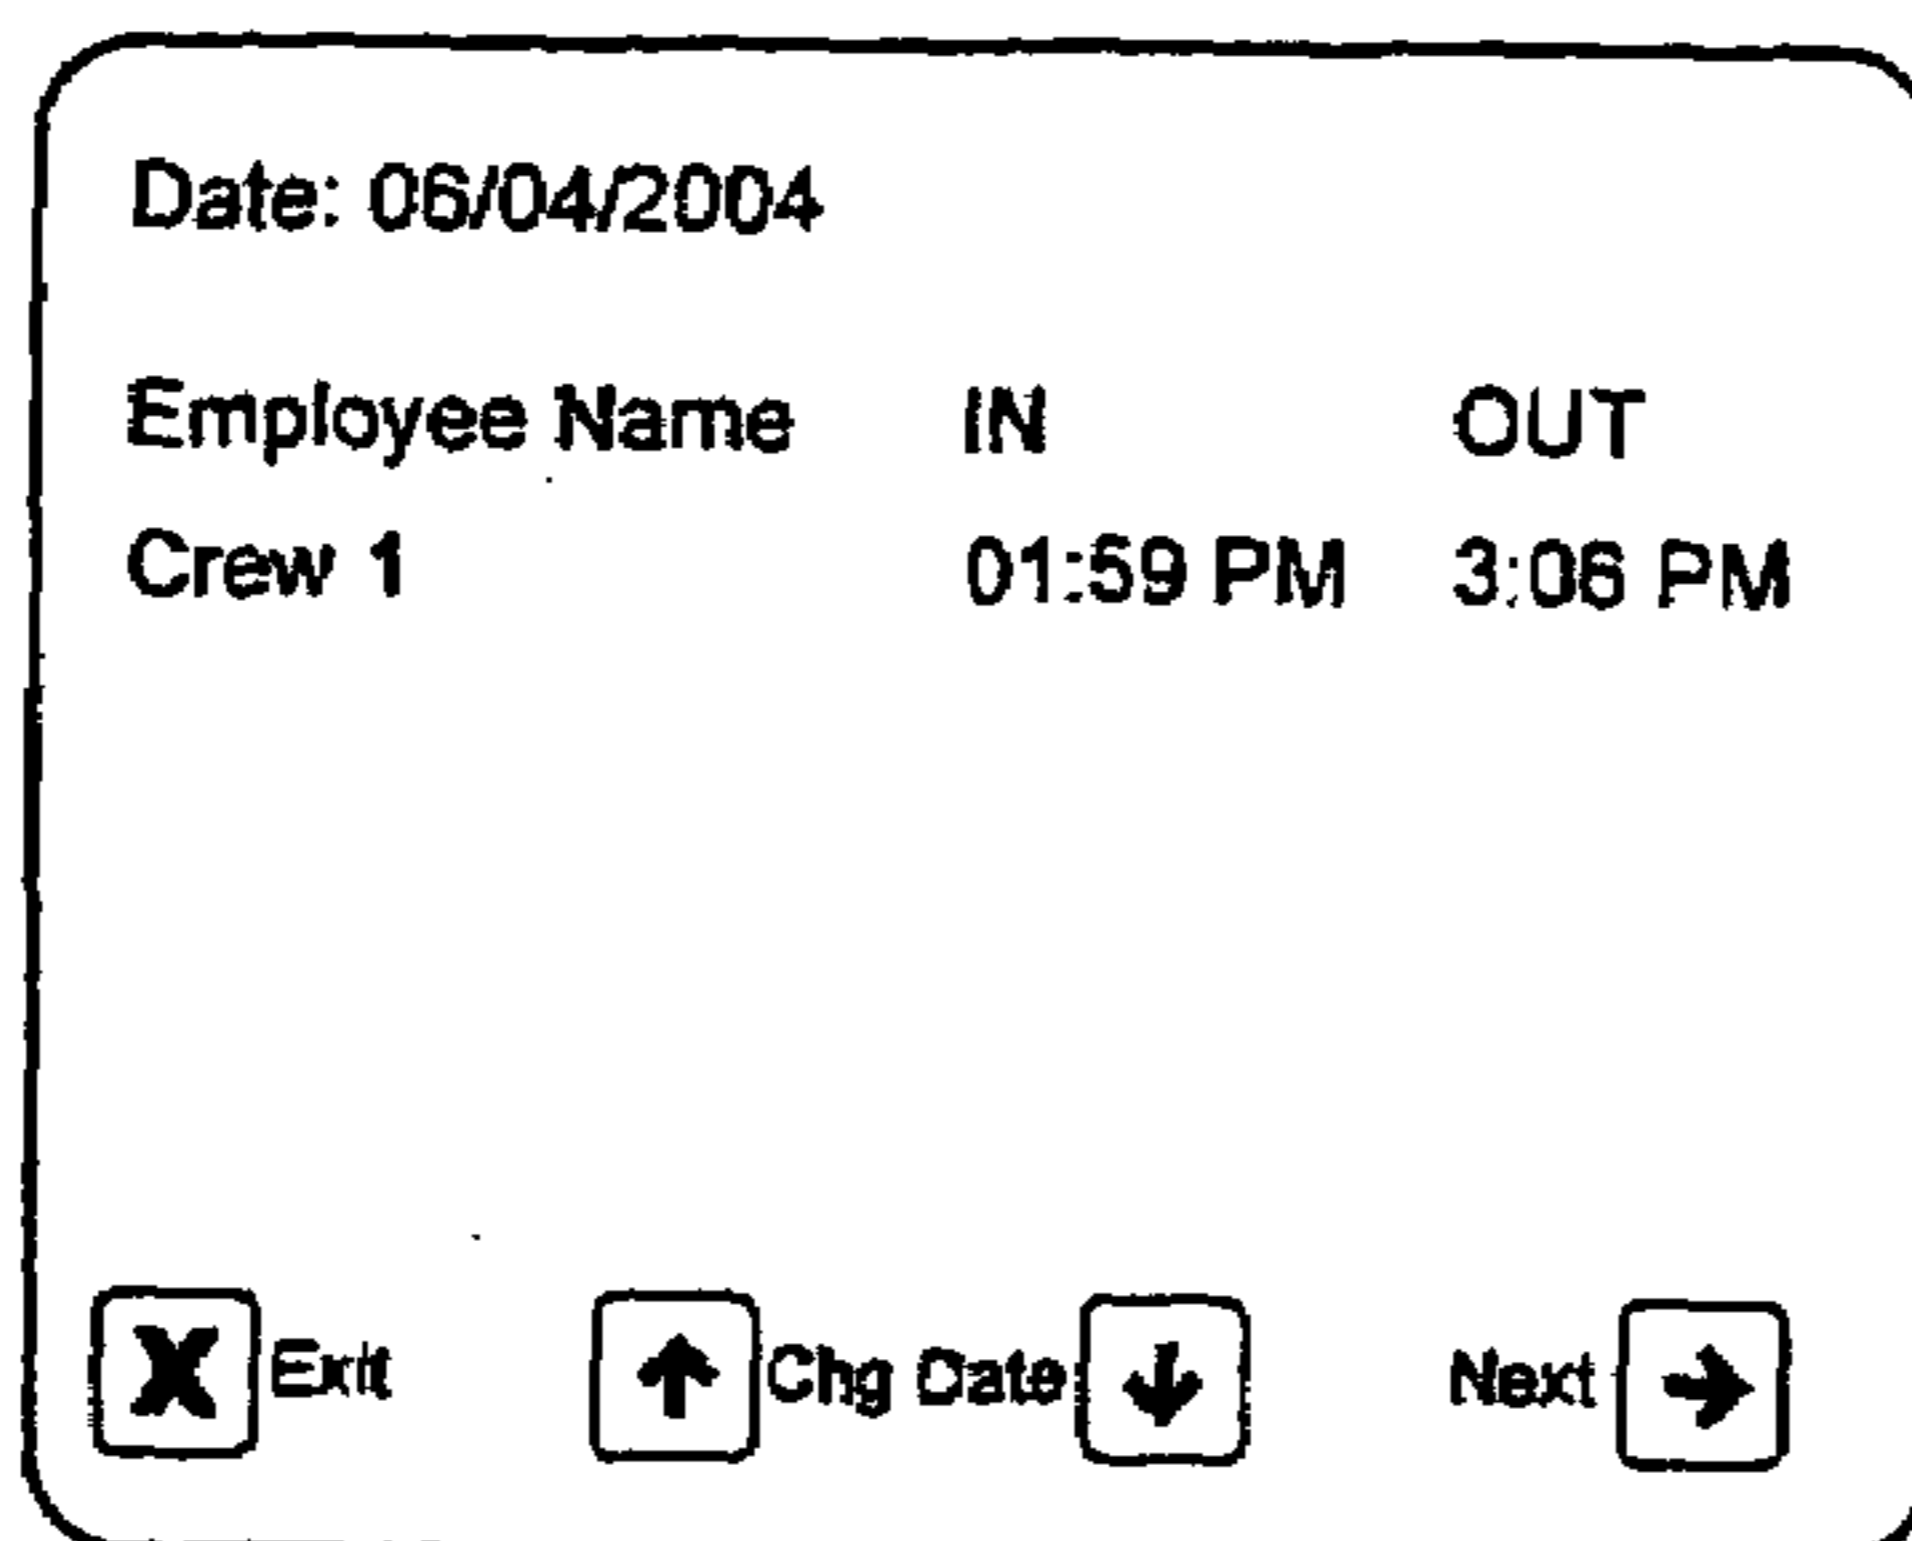 Date: 06/04/2004
Employee Name IN OUT
Crew 1 01:59 PM 3:06 PM
X Exit ↑ Chg Date ↓ Next →